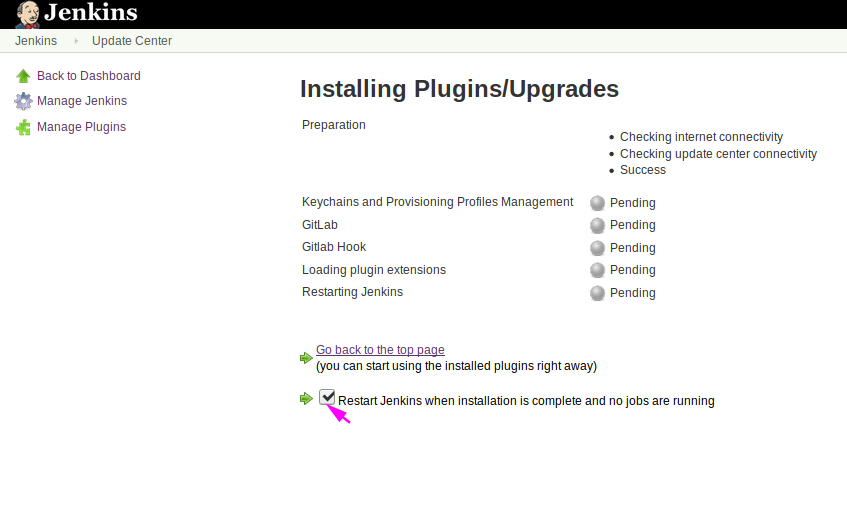 Jenkins
Jenkins Update Center
Back to Dashboard
Manage Jenkins
Manage Plugins
Installing Plugins/Upgrades
Preparation
Checking internet connectivity
Checking update center connectivity
Success
Keychains and Provisioning Profiles Management Pending
GitLab Pending
Gitlab Hook Pending
Loading plugin extensions Pending
Restarting Jenkins Pending
Go back to the top page
(you can start using the installed plugins right away)
Restart Jenkins when installation is complete and no jobs are running